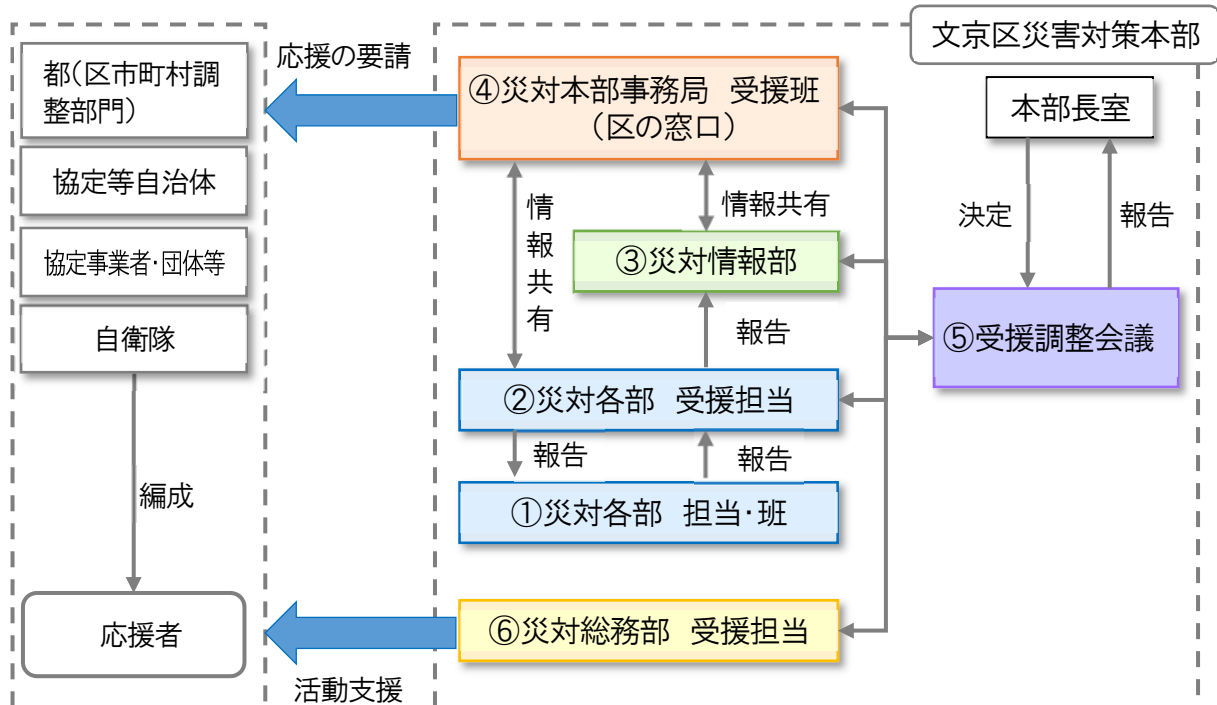 文京区災害対策本部
都（区市町村調
整部門）
協定等自治体
協定事業者・団体等
自衛隊
編成
応援者
応援の要請
活動支援
④災対本部事務局　受援班
（区の窓口）
情報共有
情報共有
③災対情報部
報告
②災対各部　受援担当
報告
報告
①災対各部　担当・班
⑥災対総務部　受援担当
本部長室
決定
報告
⑤受援調整会議